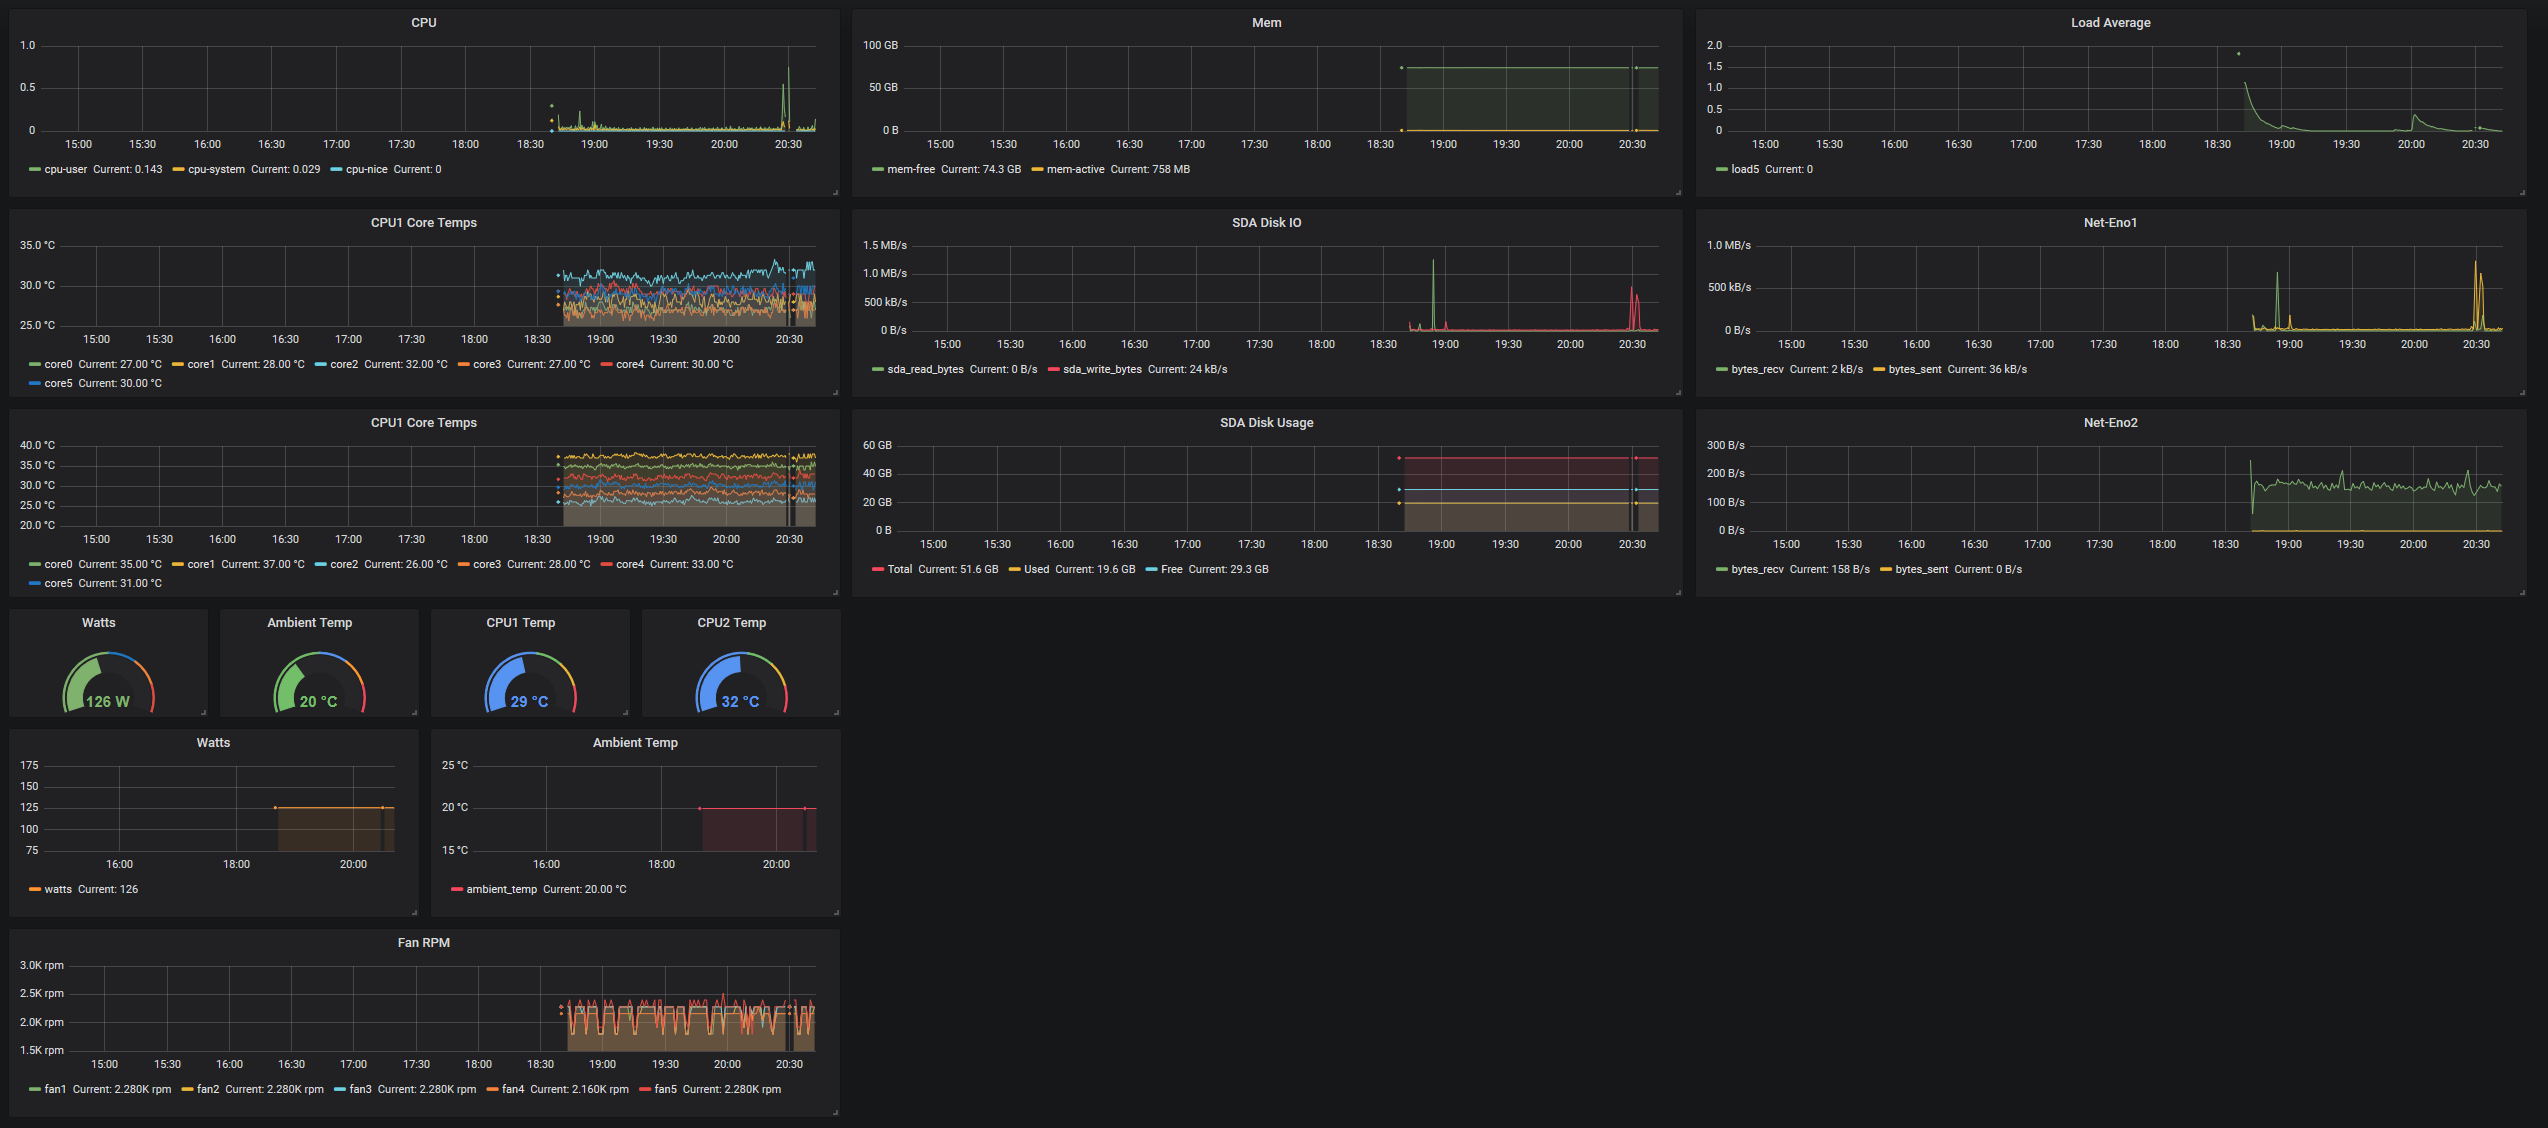 CPU
1.0
0.5
0
15:00 15:30 16:00 16:30 17:00 17:30 18:00 18:30 19:00 19:30 20:00 20:30
cpu-user Current: 0.143 cpu-system Current: 0.029 cpu-nice Current: 0
Mem
100 GB
50 GB
0 B
15:00 15:30 16:00 16:30 17:00 17:30 18:00 18:30 19:00 19:30 20:00 20:30
mem-free Current: 74.3 GB mem-active Current: 758 MB
Load Average
2.0
1.5
1.0
0.5
0
15:00 15:30 16:00 16:30 17:00 17:30 18:00 18:30 19:00 19:30 20:00 20:30
load5 Current: 0
CPU1 Core Temps
35.0 °C
30.0 °C
25.0 °C
15:00 15:30 16:00 16:30 17:00 17:30 18:00 18:30 19:00 19:30 20:00 20:30
core0 Current: 27.00 °C core1 Current: 28.00 °C core2 Current: 32.00 °C core3 Current: 27.00 °C core4 Current: 30.00 °C
core5 Current: 30.00 °C
SDA Disk IO
1.5 MB/s
1.0 MB/s
500 kB/s
0 B/s
15:00 15:30 16:00 16:30 17:00 17:30 18:00 18:30 19:00 19:30 20:00 20:30
sda_read_bytes Current: 0 B/s sda_write_bytes Current: 24 kB/s
Net-Eno1
1.0 MB/s
500 kB/s
0 B/s
15:00 15:30 16:00 16:30 17:00 17:30 18:00 18:30 19:00 19:30 20:00 20:30
bytes_recv Current: 2 kB/s bytes_sent Current: 36 kB/s
CPU1 Core Temps
40.0 °C
35.0 °C
30.0 °C
25.0 °C
20.0 °C
15:00 15:30 16:00 16:30 17:00 17:30 18:00 18:30 19:00 19:30 20:00 20:30
core0 Current: 35.00 °C core1 Current: 37.00 °C core2 Current: 26.00 °C core3 Current: 28.00 °C core4 Current: 33.00 °C
core5 Current: 31.00 °C
SDA Disk Usage
60 GB
40 GB
20 GB
0 B
15:00 15:30 16:00 16:30 17:00 17:30 18:00 18:30 19:00 19:30 20:00 20:30
Total Current: 51.6 GB Used Current: 19.6 GB Free Current: 29.3 GB
Net-Eno2
300 B/s
200 B/s
100 B/s
0 B/s
15:00 15:30 16:00 16:30 17:00 17:30 18:00 18:30 19:00 19:30 20:00 20:30
bytes_recv Current: 158 B/s bytes_sent Current: 0 B/s
Watts
126 W
Ambient Temp
20 °C
CPU1 Temp
29 °C
CPU2 Temp
32 °C
Watts
175
150
125
100
75
16:00 18:00 20:00
watts Current: 126
Ambient Temp
25 °C
20 °C
15 °C
16:00 18:00 20:00
ambient_temp Current: 20.00 °C
Fan RPM
3.0K rpm
2.5K rpm
2.0K rpm
1.5K rpm
15:00 15:30 16:00 16:30 17:00 17:30 18:00 18:30 19:00 19:30 20:00 20:30
fan1 Current: 2.280K rpm fan2 Current: 2.280K rpm fan3 Current: 2.280K rpm fan4 Current: 2.160K rpm fan5 Current: 2.280K rpm